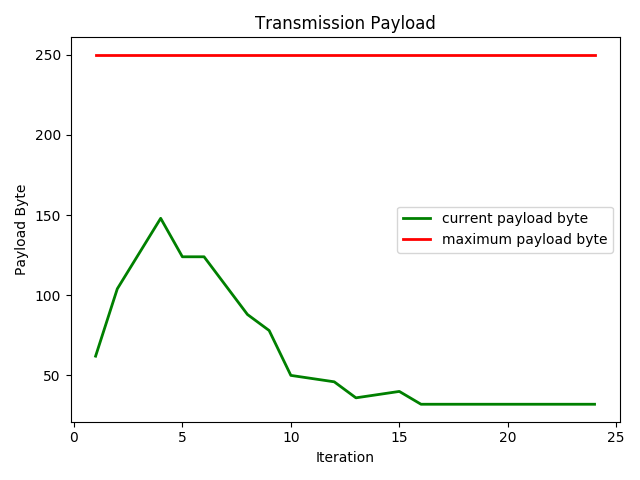 Transmission Payload
250
200
150
100
50
Payload Byte
current payload byte
maximum payload byte
0
5
10
15
20
25
Iteration